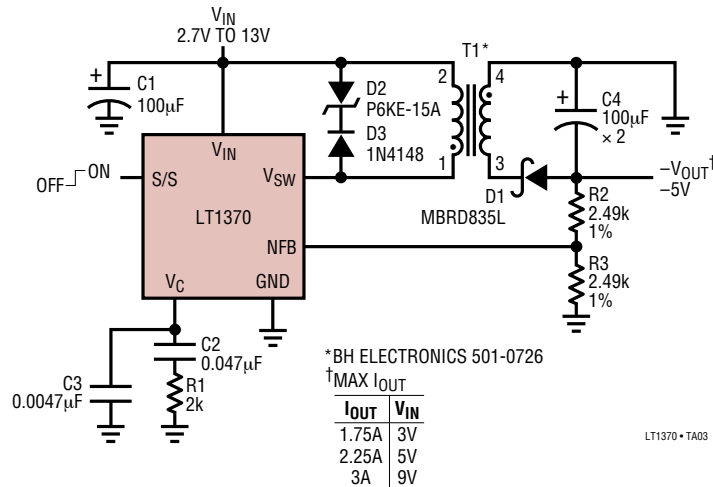 VIN
2.7V TO 13V
+
C1
100µF
D2
P6KE-15A
D3
1N4148
T1*
2
4
1
3
+
C4
100µF
× 2
OFF
ON
VIN
S/S
VSW
LT1370
NFB
VC
GND
D1
MBRD835L
–VOUT†
–5V
R2
2.49k
1%
R3
2.49k
1%
C2
0.047µF
C3
0.0047µF
R1
2k
*BH ELECTRONICS 501-0726
†MAX IOUT
IOUT VIN
1.75A 3V
2.25A 5V
3A 9V
LT1370 • TA03